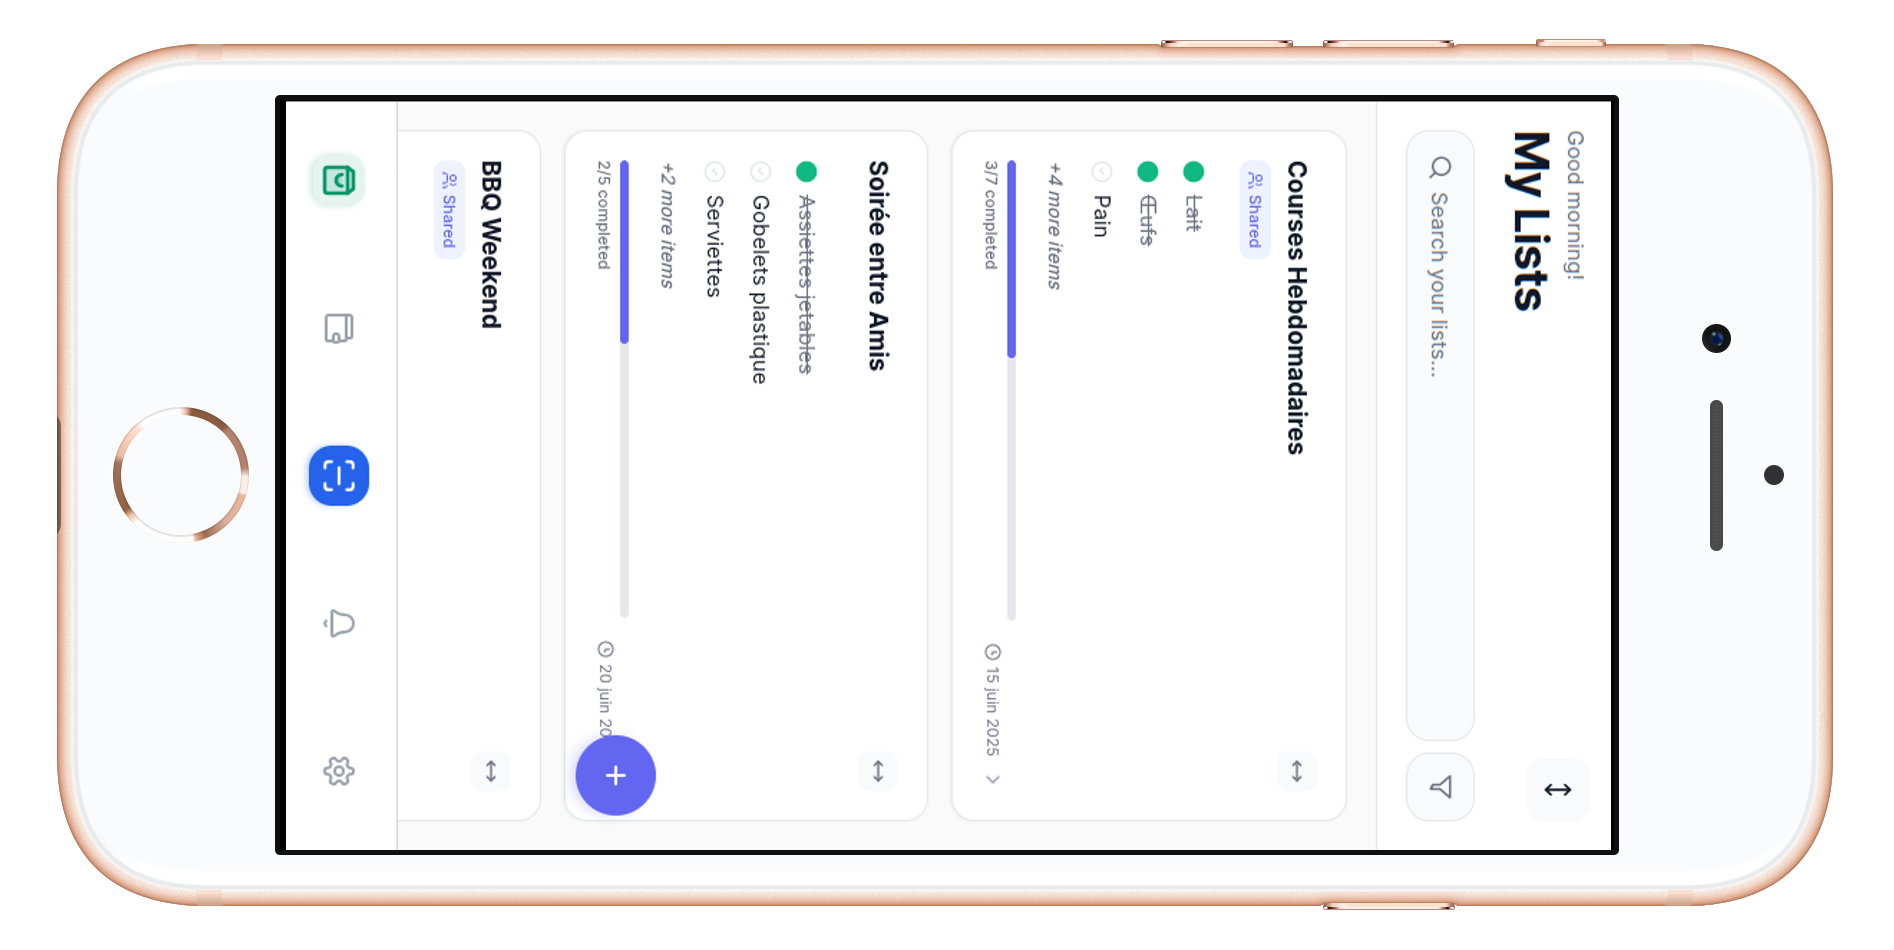 Good morning!
My Lists
Search your lists...
Courses Hebdomadaires
Shared
Lait
Œufs
Pain
+4 more items
3/7 completed
15 juin 2025
Soirée entre Amis
Assiettes jetables
Gobelets plastique
Serviettes
+2 more items
2/5 completed
20 juin 20
BBQ Weekend
Shared